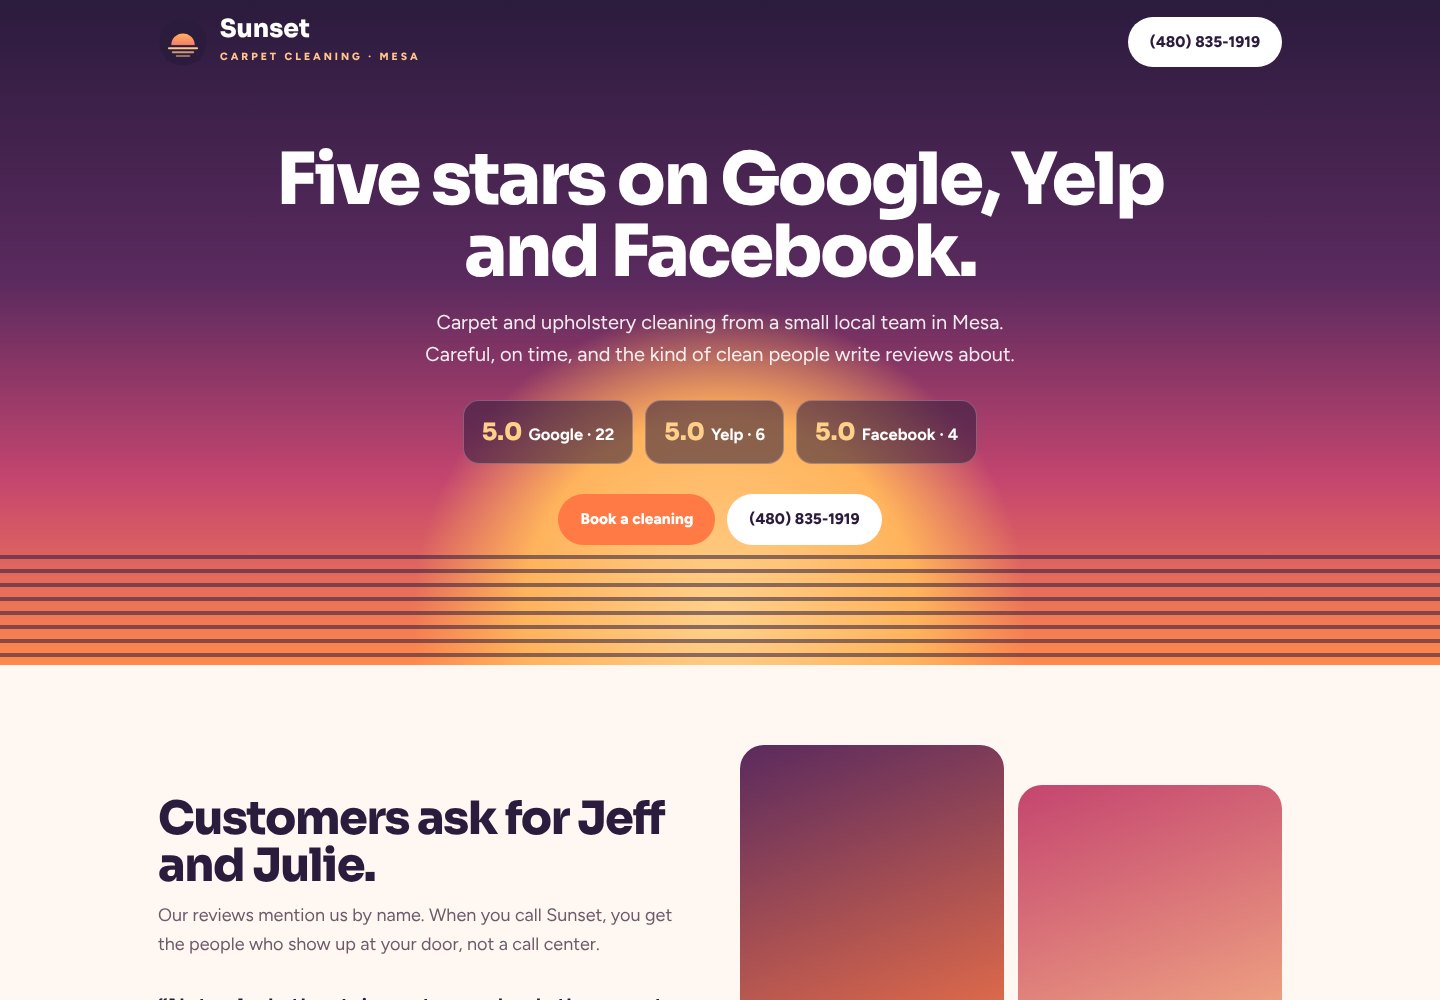 Sunset
CARPET CLEANING · MESA
(480) 835-1919
Five stars on Google, Yelp
and Facebook.
Carpet and upholstery cleaning from a small local team in Mesa.
Careful, on time, and the kind of clean people write reviews about.
5.0 Google · 22
5.0 Yelp · 6
5.0 Facebook · 4
Book a cleaning
(480) 835-1919
Customers ask for Jeff
and Julie.
Our reviews mention us by name. When you call Sunset, you get
the people who show up at your door, not a call center.